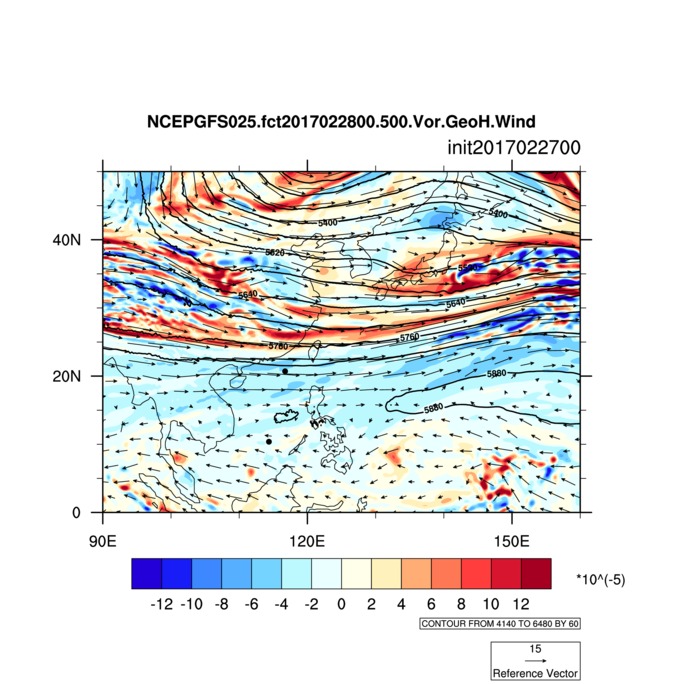 NCEPGFS025.fct2017022800.500.Vor.GeoH.Wind
init2017022700
5400
5400
40N
5520
5640
5640
5760
5760
20N
5880
5880
0
90E 120E 150E
-12 -10 -8 -6 -4 -2 0 2 4 6 8 10 12
*10^(-5)
CONTOUR FROM 4140 TO 6480 BY 60
15
Reference Vector